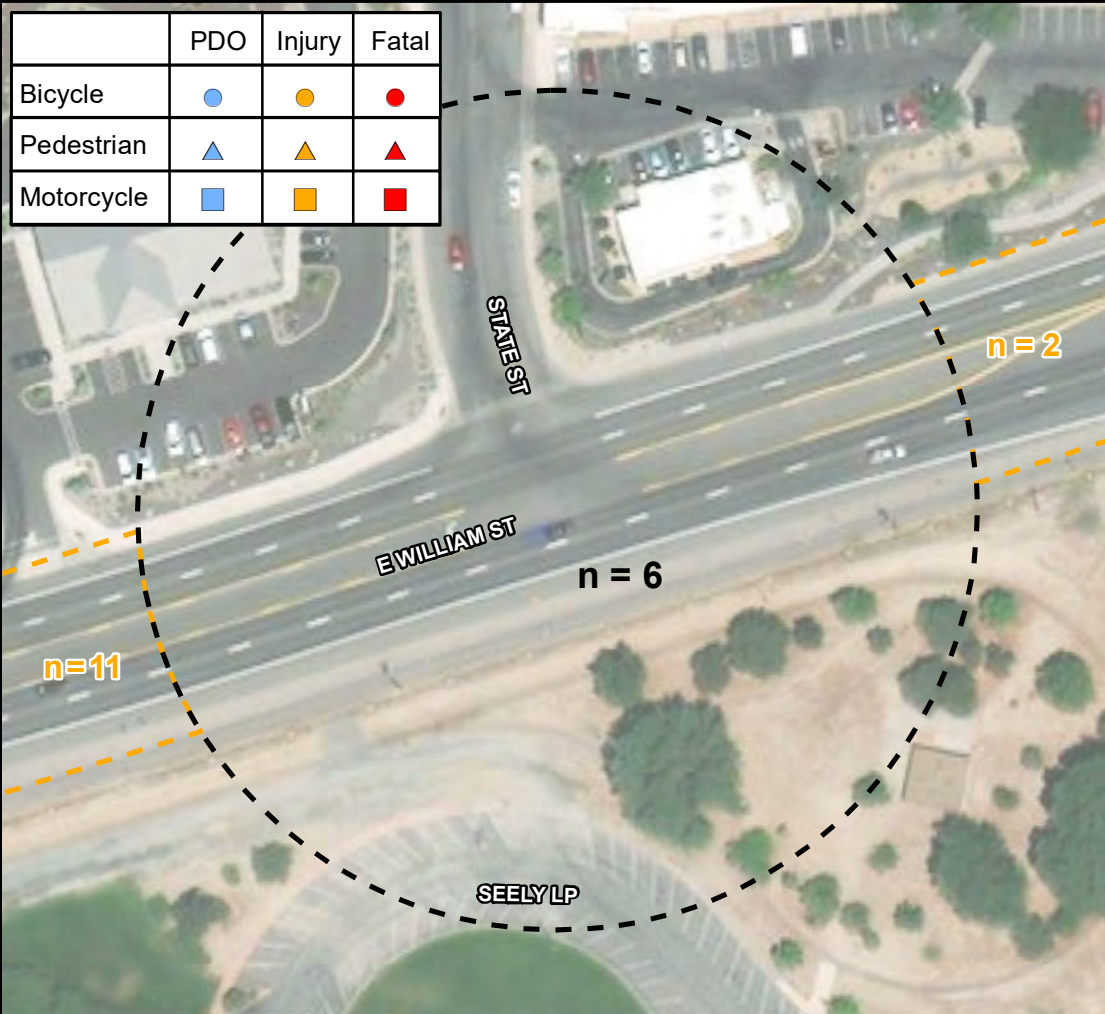 PDO Injury Fatal
Bicycle
Pedestrian
Motorcycle
STATE ST
n = 2
E WILLIAM ST
n = 6
n=11
SEELY LP